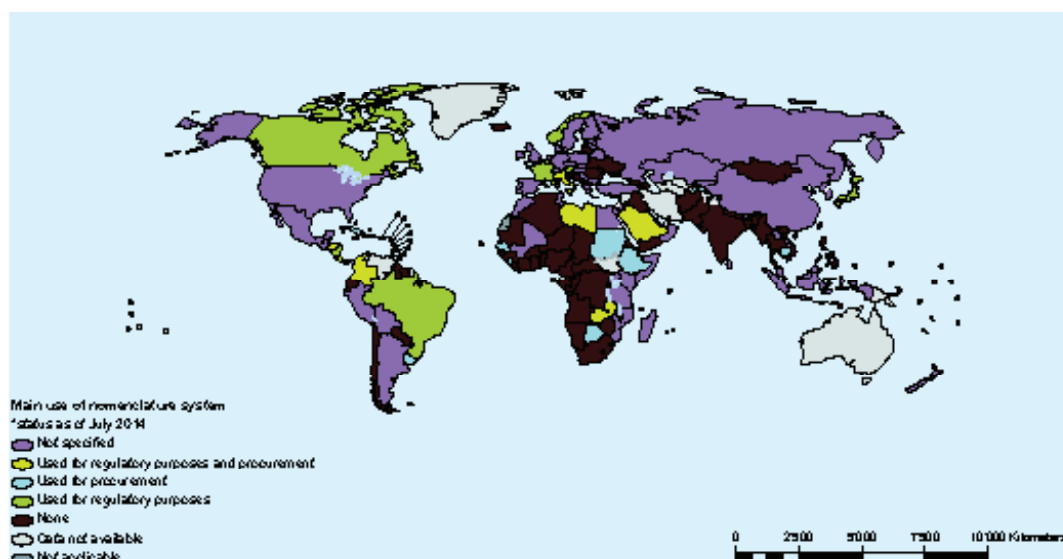 Main use of nomenclature system
*status as of July 2014
Not specified
Used for regulatory purposes and procurement
Used for procurement
Used for regulatory purposes
None
Data not available
Not applicable
0 2500 5000 7500 10'000 Kilometers